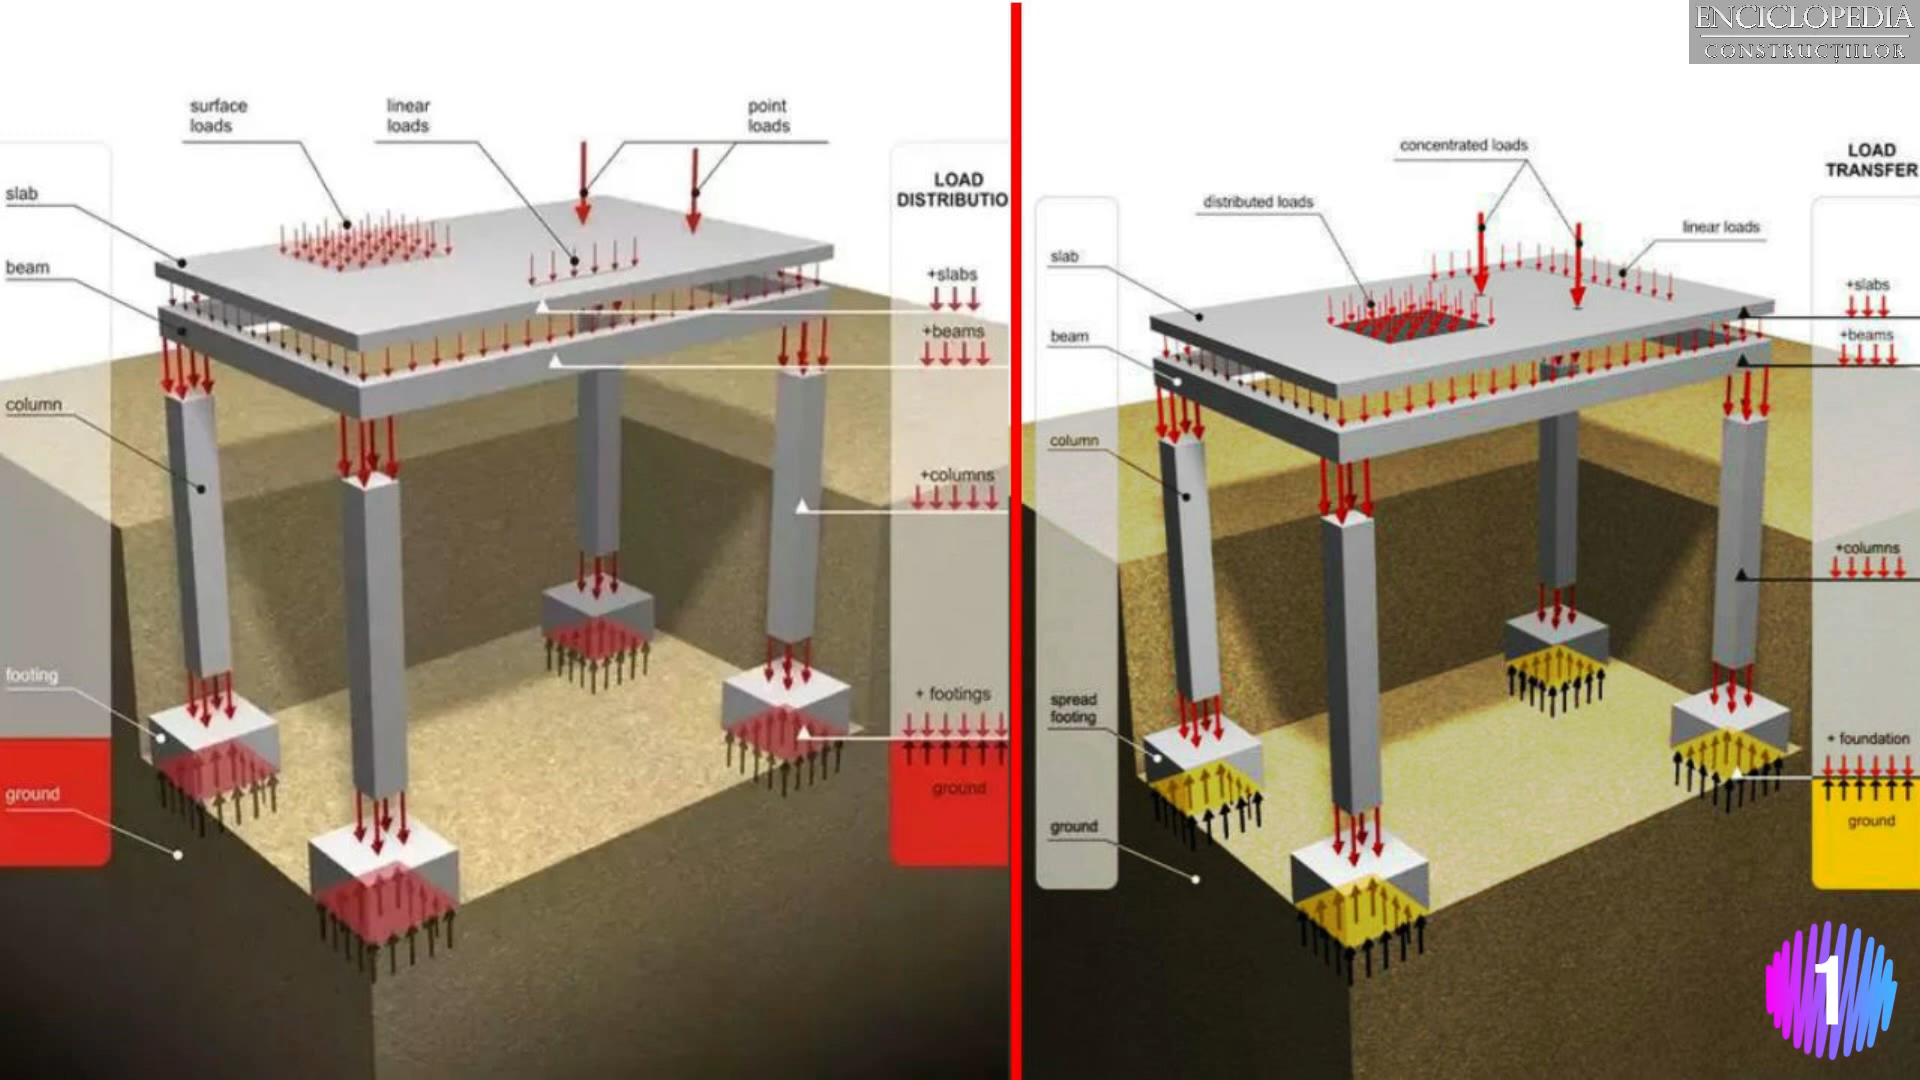 surface
loads
linear
loads
point
loads
slab
beam
column
footing
ground
LOAD
DISTRIBUTIO
+slabs
+beams
+columns
+ footings
ground
ENCICLOPEDIA
CONSTRUCȚIILOR
concentrated loads
distributed loads
linear loads
slab
beam
column
spread
footing
ground
LOAD
TRANSFER
+slabs
+beams
+columns
+ foundation
ground
1